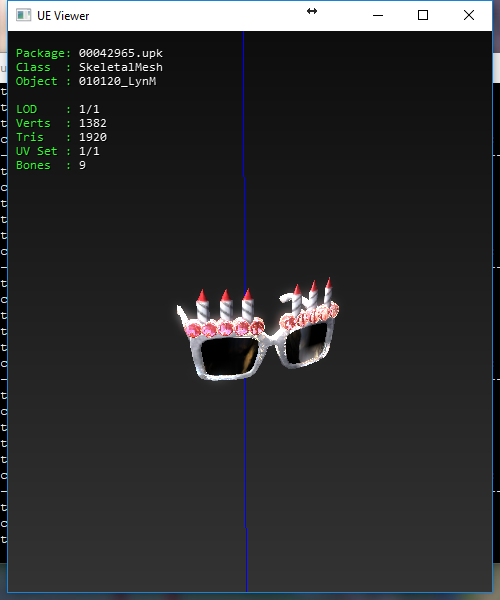 UE Viewer
Package: 00042965.upk
Class : SkeletalMesh
Object : 010120_LynM
LOD : 1/1
Verts : 1382
Tris : 1920
UV Set : 1/1
Bones : 9